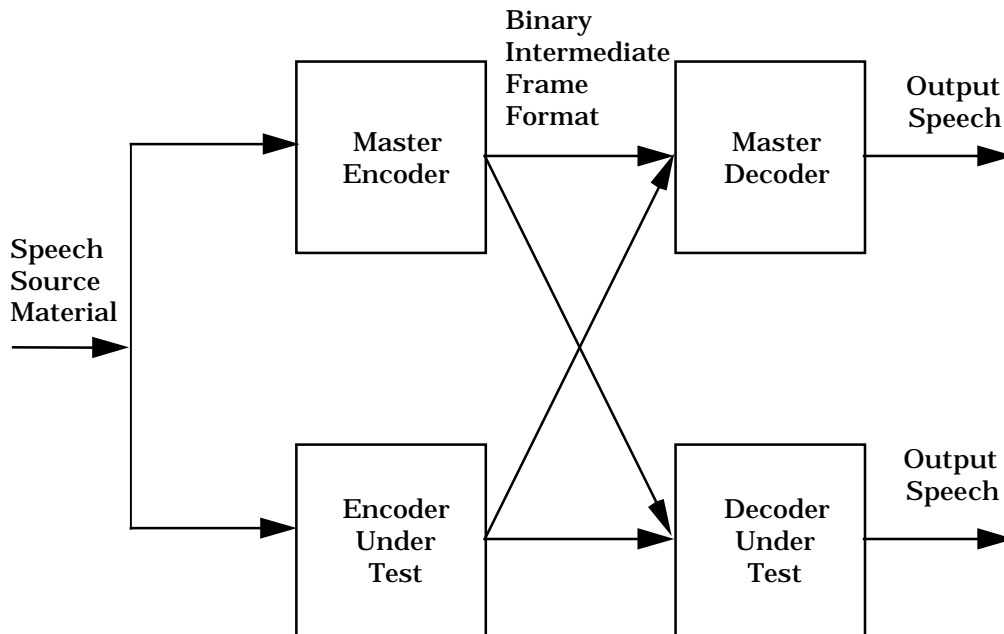 Binary
Intermediate
Frame
Format
Output
Speech
Master
Encoder
Master
Decoder
Speech
Source
Material
Output
Speech
Encoder
Under
Test
Decoder
Under
Test